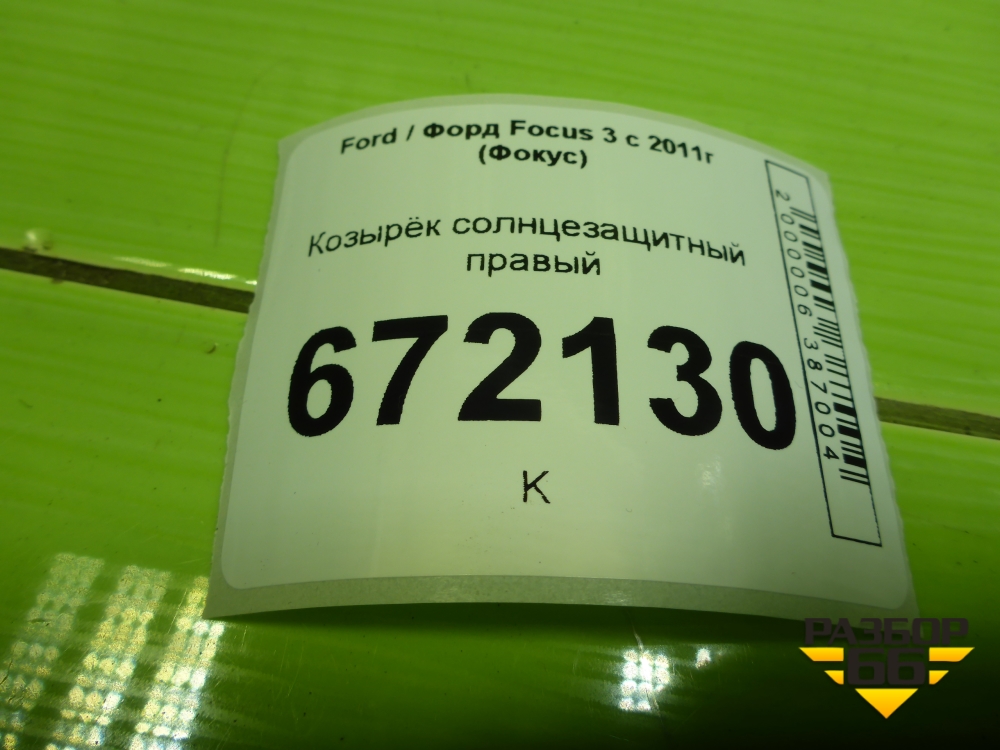 Ford / Форд Focus 3 с 2011г
(Фокус)
Козырёк солнцезащитный
правый
672130
К
2000006387004
РАЗБОР
66